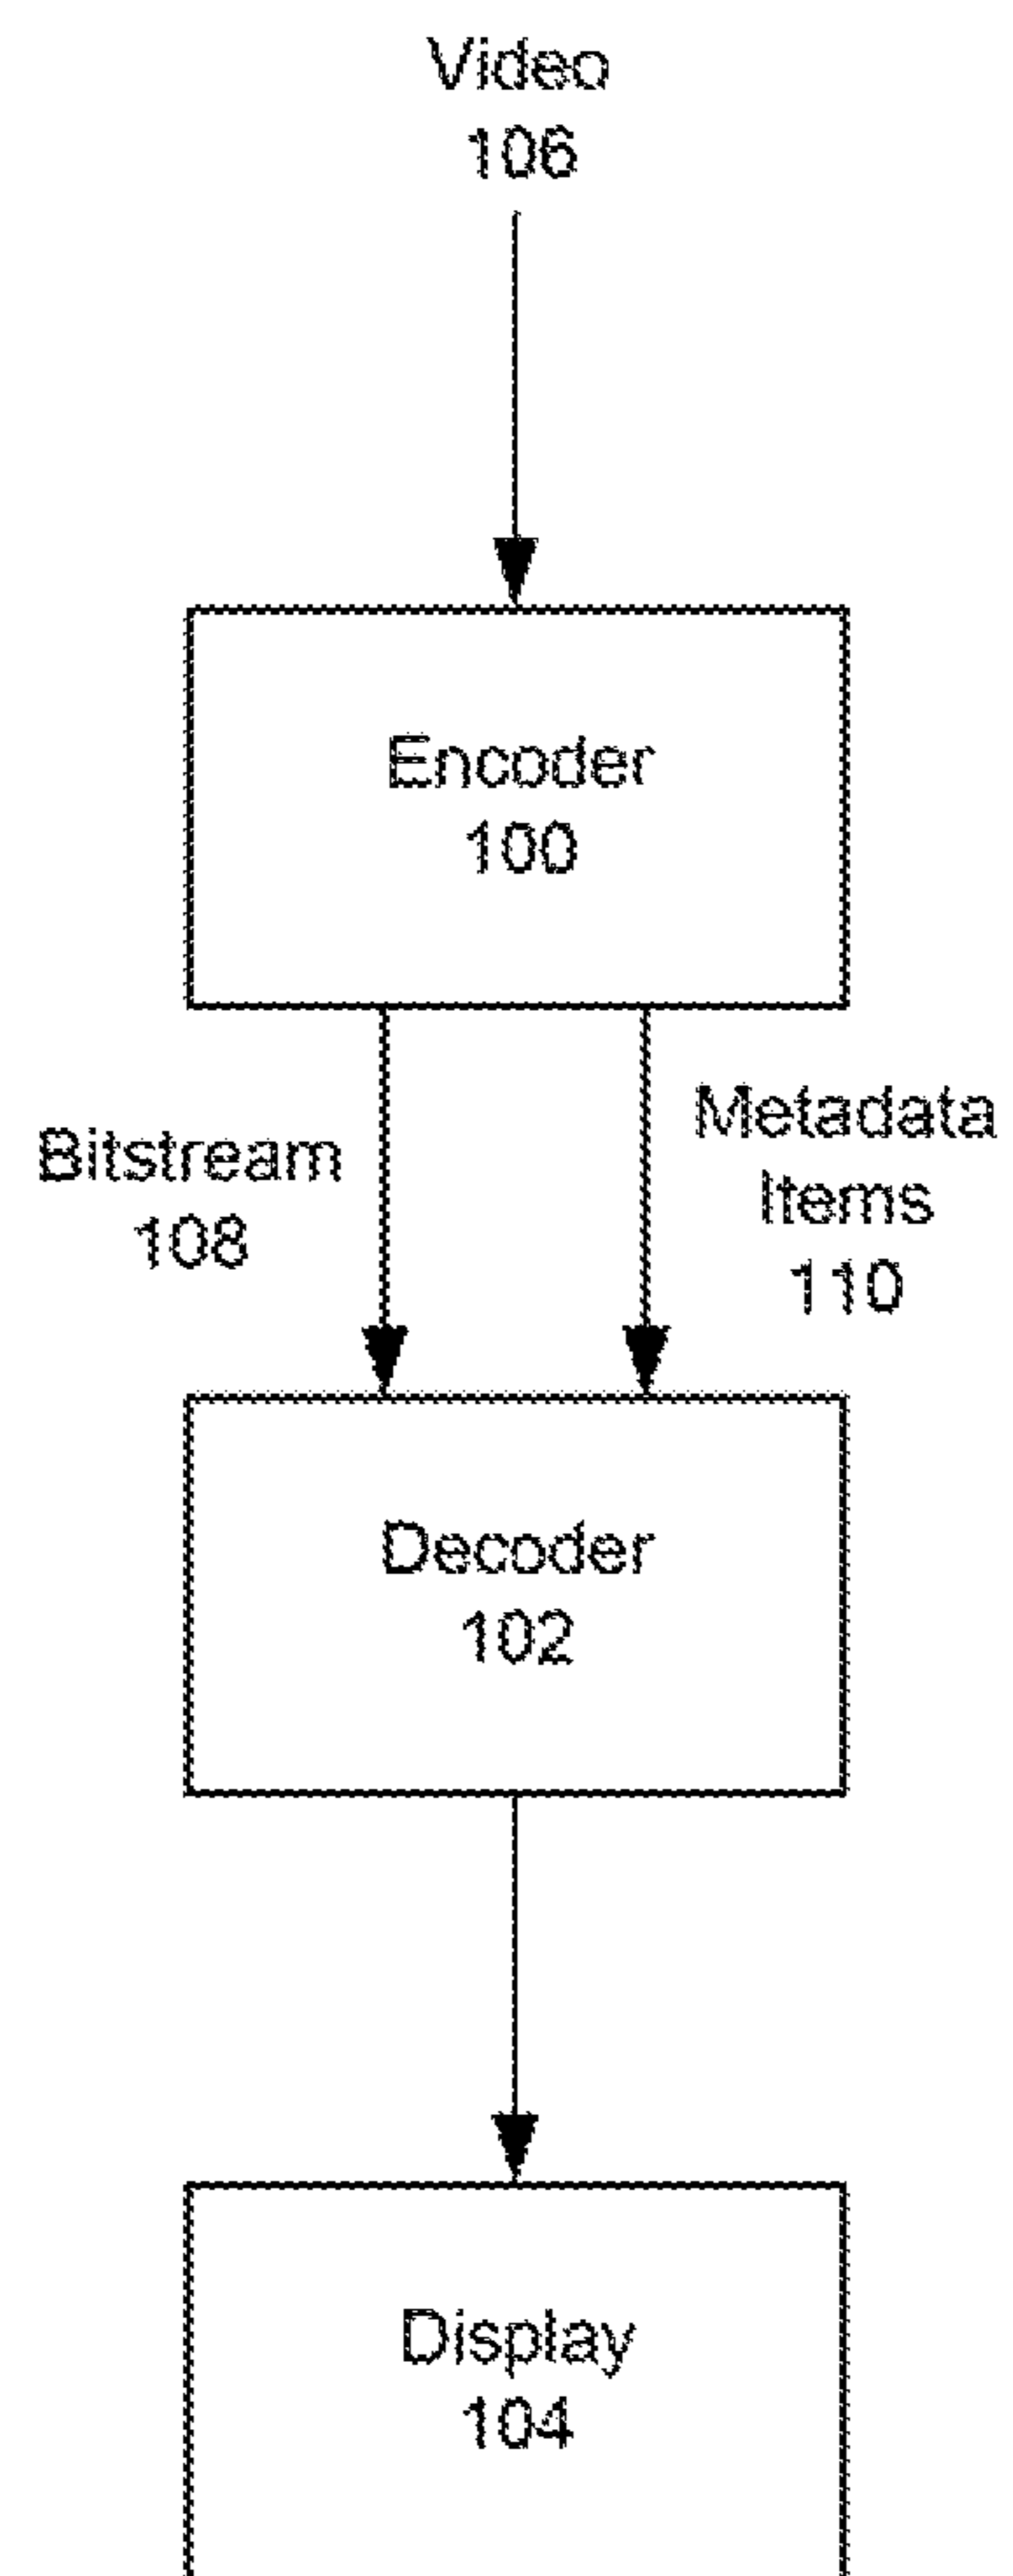 Video
106
Encoder
100
Bitstream
108
Metadata
Items
110
Decoder
102
Display
104